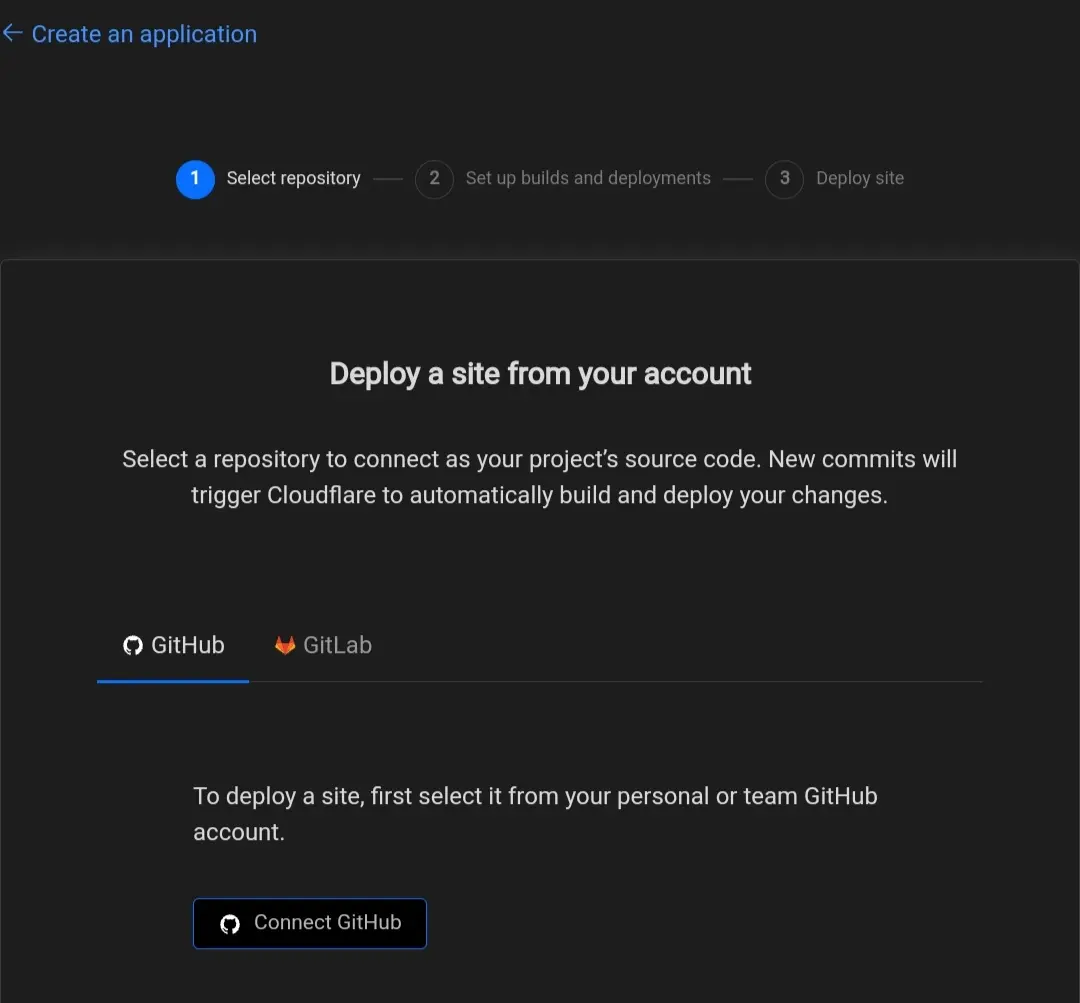 ← Create an application
1 Select repository — 2 Set up builds and deployments — 3 Deploy site
Deploy a site from your account
Select a repository to connect as your project’s source code. New commits will
trigger Cloudflare to automatically build and deploy your changes.
GitHub GitLab
To deploy a site, first select it from your personal or team GitHub
account.
Connect GitHub